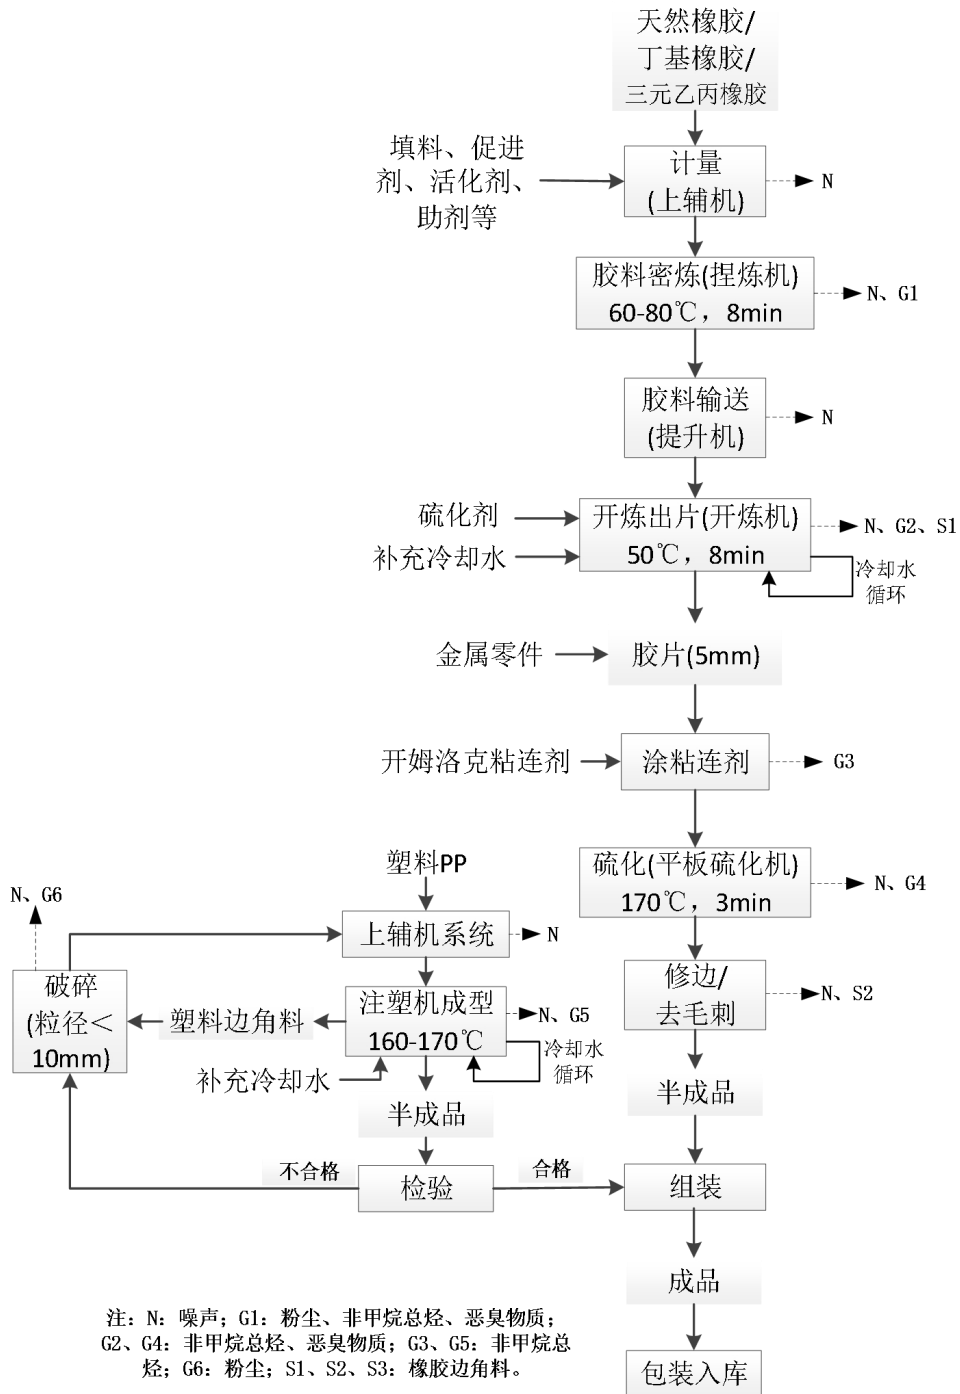 天然橡胶/
丁基橡胶/
三元乙丙橡胶
填料、促进
剂、活化剂、
助剂等
计量
(上辅机)
N
胶料密炼(捏炼机)
60-80℃，8min
N、G1
胶料输送
(提升机)
N
硫化剂
补充冷却水
开炼出片(开炼机)
50℃，8min
N、G2、S1
冷却水
循环
金属零件
胶片(5mm)
开姆洛克粘连剂
涂粘连剂
G3
硫化(平板硫化机)
170℃，3min
N、G4
修边/
去毛刺
N、S2
半成品
塑料PP
上辅机系统
N
N、G6
破碎
(粒径＜
10mm)
塑料边角料
注塑机成型
160-170℃
N、G5
冷却水
循环
补充冷却水
半成品
不合格
检验
合格
组装
成品
包装入库
注：N：噪声；G1：粉尘、非甲烷总烃、恶臭物质；
G2、G4：非甲烷总烃、恶臭物质；G3、G5：非甲烷总
烃；G6：粉尘；S1、S2、S3：橡胶边角料。